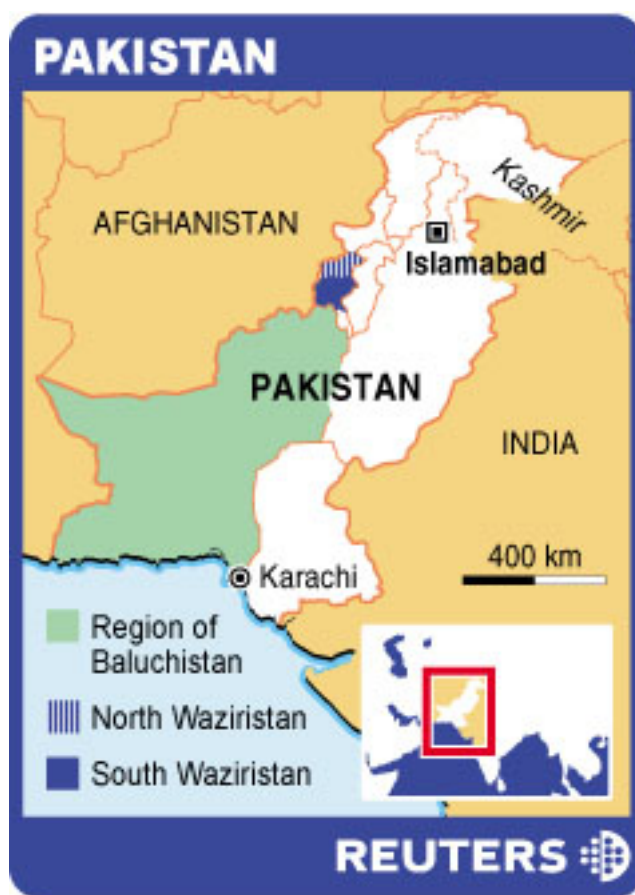 PAKISTAN
AFGHANISTAN
Kashmir
Islamabad
PAKISTAN
INDIA
400 km
Karachi
Region of
Baluchistan
North Waziristan
South Waziristan
REUTERS